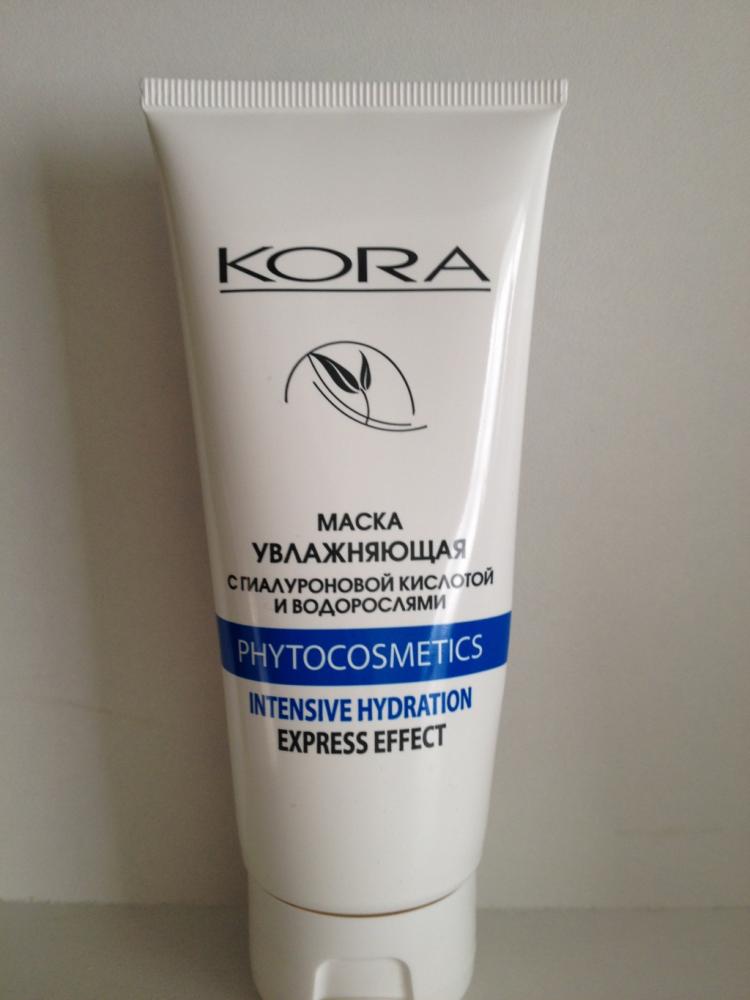 KORA
МАСКА
УВЛАЖНЯЮЩАЯ
С ГИАЛУРОНОВОЙ КИСЛОТОЙ
И ВОДОРОСЛЯМИ
PHYTOCOSMETICS
INTENSIVE HYDRATION
EXPRESS EFFECT